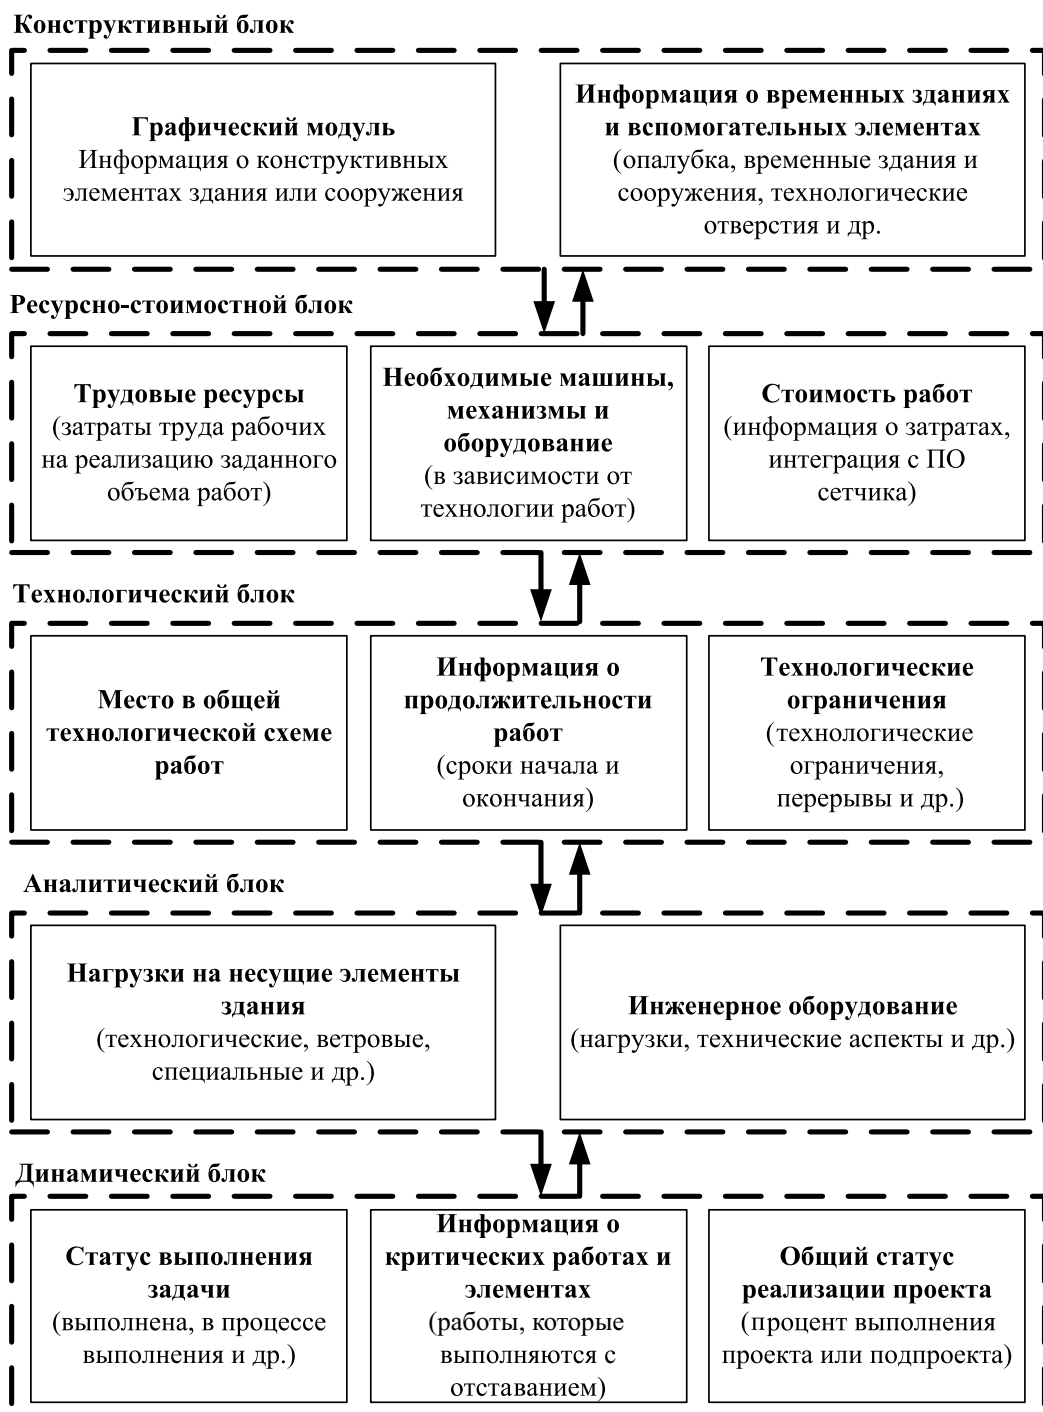 Конструктивный блок
Графический модуль
Информация о конструктивных
элементах здания или сооружения
Информация о временных зданиях
и вспомогательных элементах
(опалубка, временные здания и
сооружения, технологические
отверстия и др.
Ресурсно-стоимостной блок
Трудовые ресурсы
(затраты труда рабочих
на реализацию заданного
объема работ)
Необходимые машины,
механизмы и
оборудование
(в зависимости от
технологии работ)
Стоимость работ
(информация о затратах,
интеграция с ПО
сетчика)
Технологический блок
Место в общей
технологической схеме
работ
Информация о
продолжительности
работ
(сроки начала и
окончания)
Технологические
ограничения
(технологические
ограничения,
перерывы и др.)
Аналитический блок
Нагрузки на несущие элементы
здания
(технологические, ветровые,
специальные и др.)
Инженерное оборудование
(нагрузки, технические аспекты и др.)
Динамический блок
Статус выполнения
задачи
(выполнена, в процессе
выполнения и др.)
Информация о
критических работах и
элементах
(работы, которые
выполняются с
отставанием)
Общий статус
реализации проекта
(процент выполнения
проекта или подпроекта)